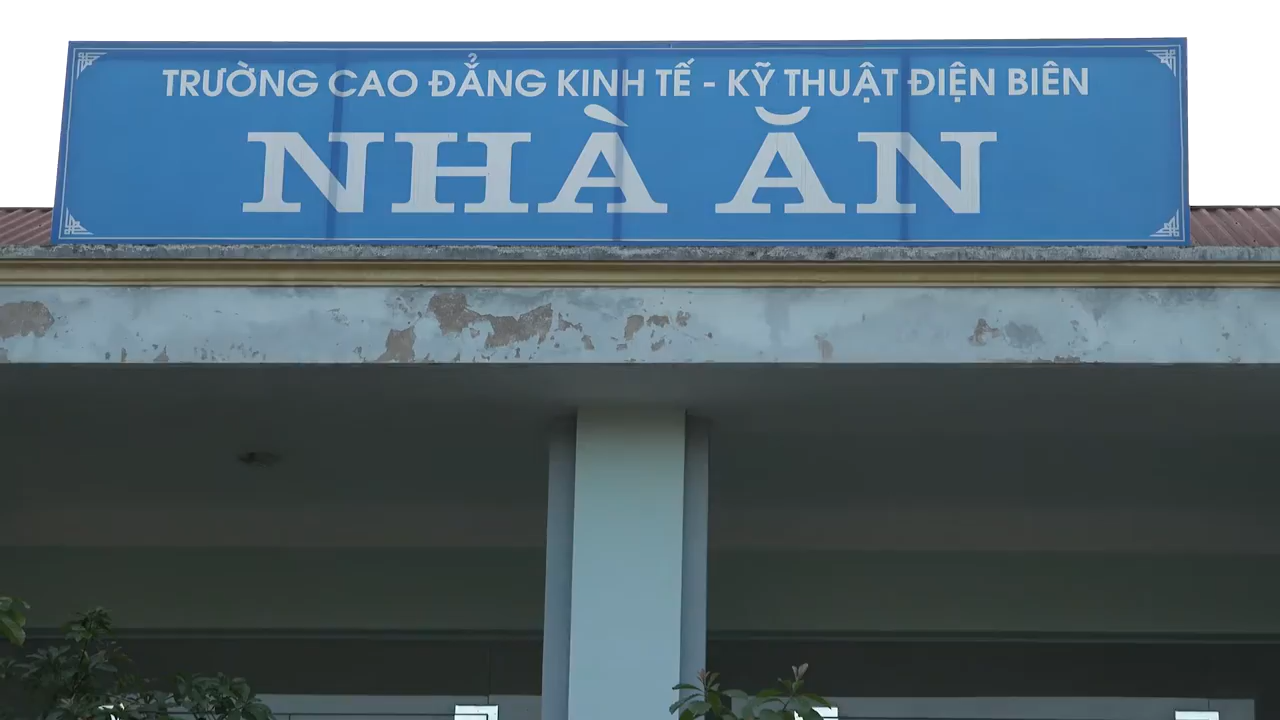 TRƯỜNG CAO ĐẲNG KINH TẾ - KỸ THUẬT ĐIỆN BIÊN
NHÀ ĂN